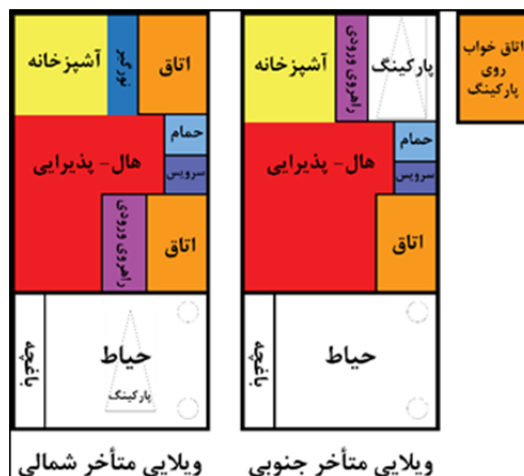 آشپزخانه
نورگیر
اتاق
حمام
سرویس
هال- پذیرایی
راهروی ورودی
اتاق
باغچه
حیاط
پارکینگ
ویلایی متأخر شمالی
آشپزخانه
راهروی ورودی
پارکینگ
حمام
سرویس
هال- پذیرایی
اتاق
باغچه
حیاط
ویلایی متأخر جنوبی
اتاق خواب
روی
پارکینگ